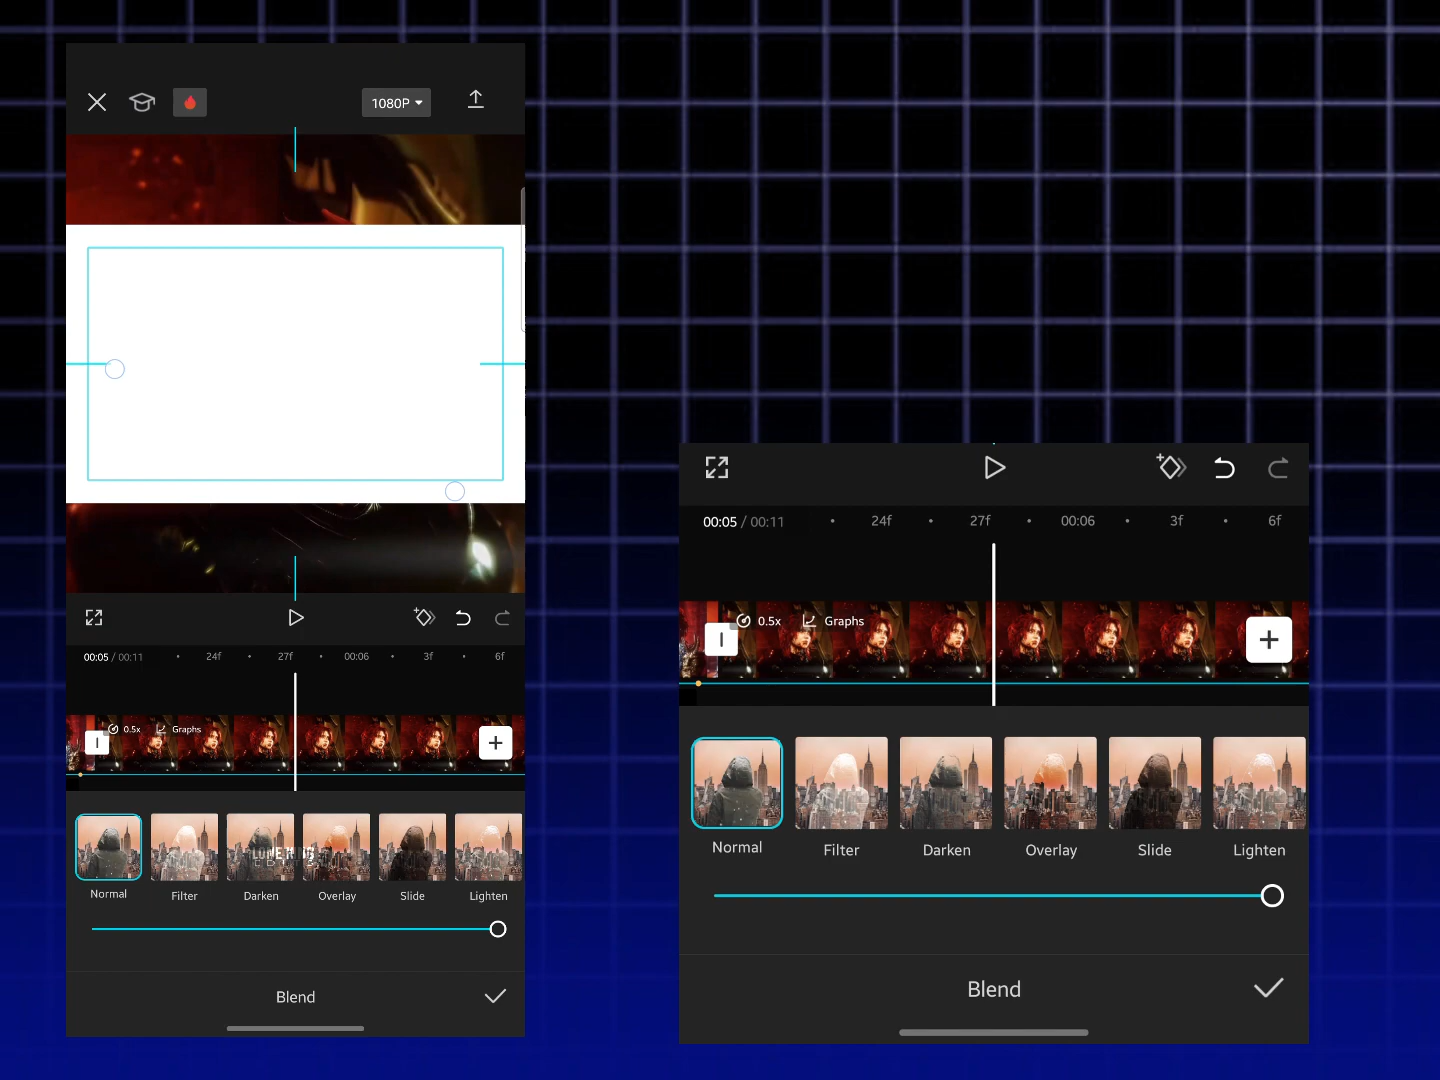 1080P
00:05 / 00:11 24f 27f 00:06 3f 6f
0.5x Graphs
Normal Filter Darken Overlay Slide Lighten
Blend
00:05 / 00:11 24f 27f 00:06 3f 6f
0.5x Graphs
Normal Filter Darken Overlay Slide Lighten
Blend